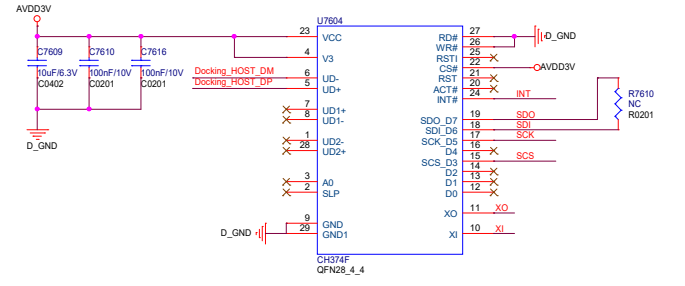 AVDD3V
C7609
10uF/6.3V
C0402
C7610
100nF/10V
C0201
C7616
100nF/10V
C0201
D_GND
Docking_HOST_DM
Docking_HOST_DP
U7604
23 VCC
4 V3
6 UD-
5 UD+
7 UD1+
8 UD1-
1 UD2-
28 UD2+
3 A0
2 SLP
D_GND 9 GND
29 GND1
RD# 27 D_GND
WR# 26
RSTI 25
CS# 22 AVDD3V
RST 21
ACT# 20
INT# 24 INT
SDO_D7 19 SDO
SDI_D6 18 SDI
SCK_D5 17 SCK
D4 16
SCS_D3 15 SCS
D2 14
D1 13
D0 12
XO 11 XO
XI 10 XI
CH374F
QFN28_4_4
R7610
NC
R0201